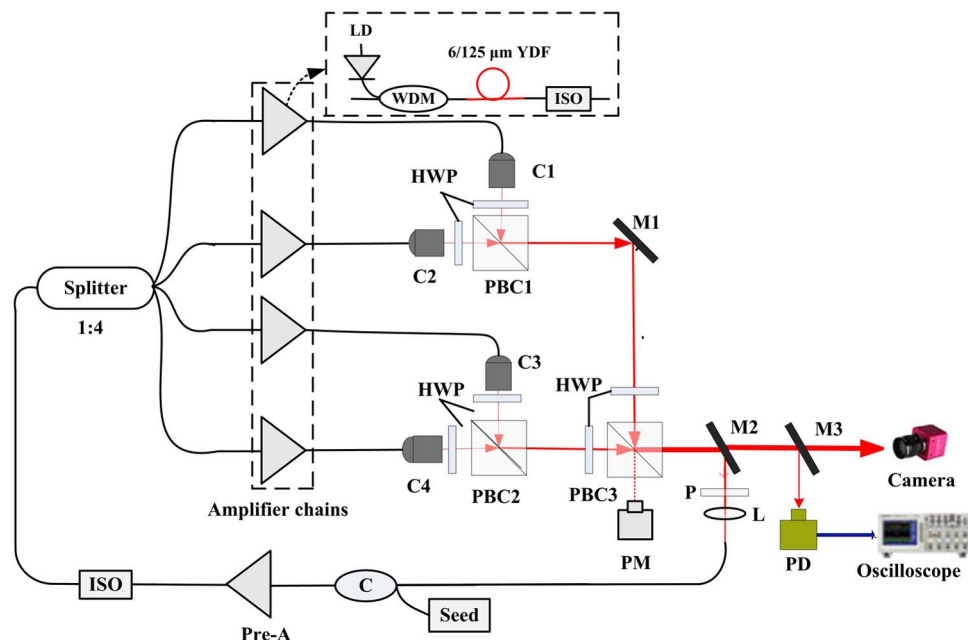 LD
6/125 μm YDF
WDM
ISO
C1
HWP
M1
C2
PBC1
Splitter
1:4
C3
HWP
HWP
M2
M3
C4
PBC2
PBC3
P
Camera
Amplifier chains
L
PM
PD
Oscilloscope
ISO
C
Seed
Pre-A